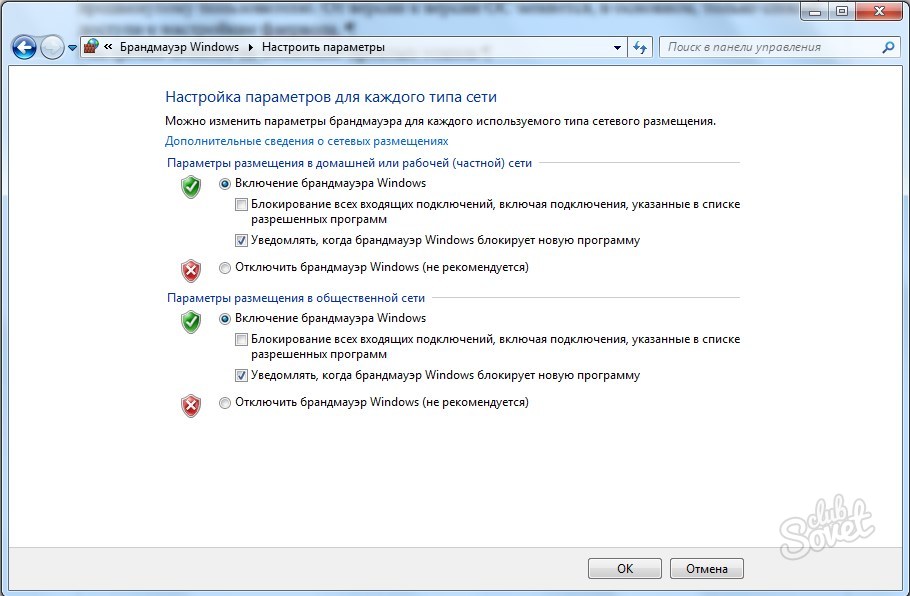 Брандмауэр Windows
Настроить параметры
Поиск в панели управления
Настройка параметров для каждого типа сети
Можно изменить параметры брандмауэра для каждого используемого типа сетевого размещения.
Дополнительные сведения о сетевых размещениях
Параметры размещения в домашней или рабочей (частной) сети
Включение брандмауэра Windows
Блокирование всех входящих подключений, включая подключения, указанные в списке
разрешенных программ
Уведомлять, когда брандмауэр Windows блокирует новую программу
Отключить брандмауэр Windows (не рекомендуется)
Параметры размещения в общественной сети
Включение брандмауэра Windows
Блокирование всех входящих подключений, включая подключения, указанные в списке
разрешенных программ
Уведомлять, когда брандмауэр Windows блокирует новую программу
Отключить брандмауэр Windows (не рекомендуется)
club
Sovet
ОК
Отмена